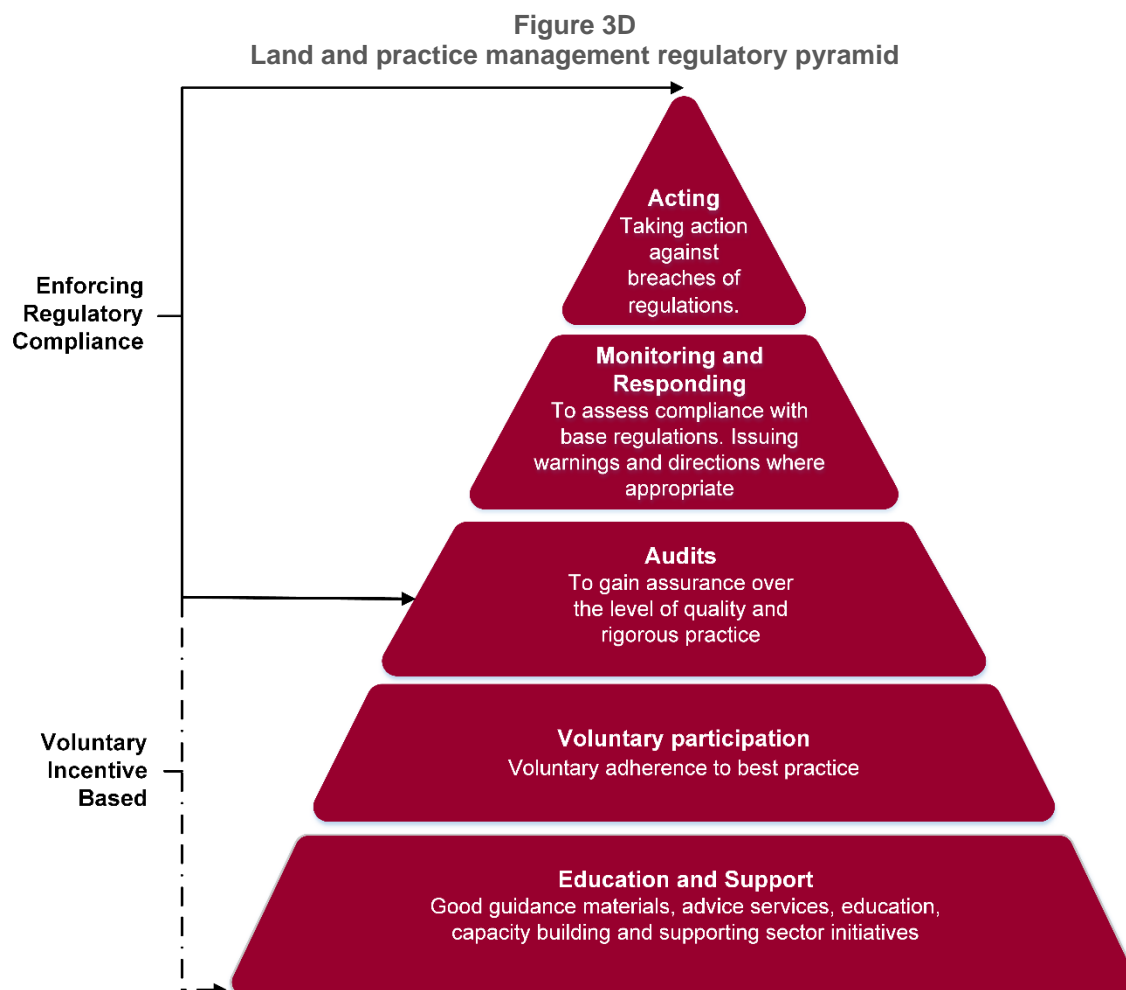 Figure 3D
Land and practice management regulatory pyramid
Acting
Taking action
against
breaches of
regulations.
Enforcing
Regulatory
Compliance
Monitoring and
Responding
To assess compliance with
base regulations. Issuing
warnings and directions where
appropriate
Audits
To gain assurance over
the level of quality and
rigorous practice
Voluntary
Incentive
Based
Voluntary participation
Voluntary adherence to best practice
Education and Support
Good guidance materials, advice services, education,
capacity building and supporting sector initiatives